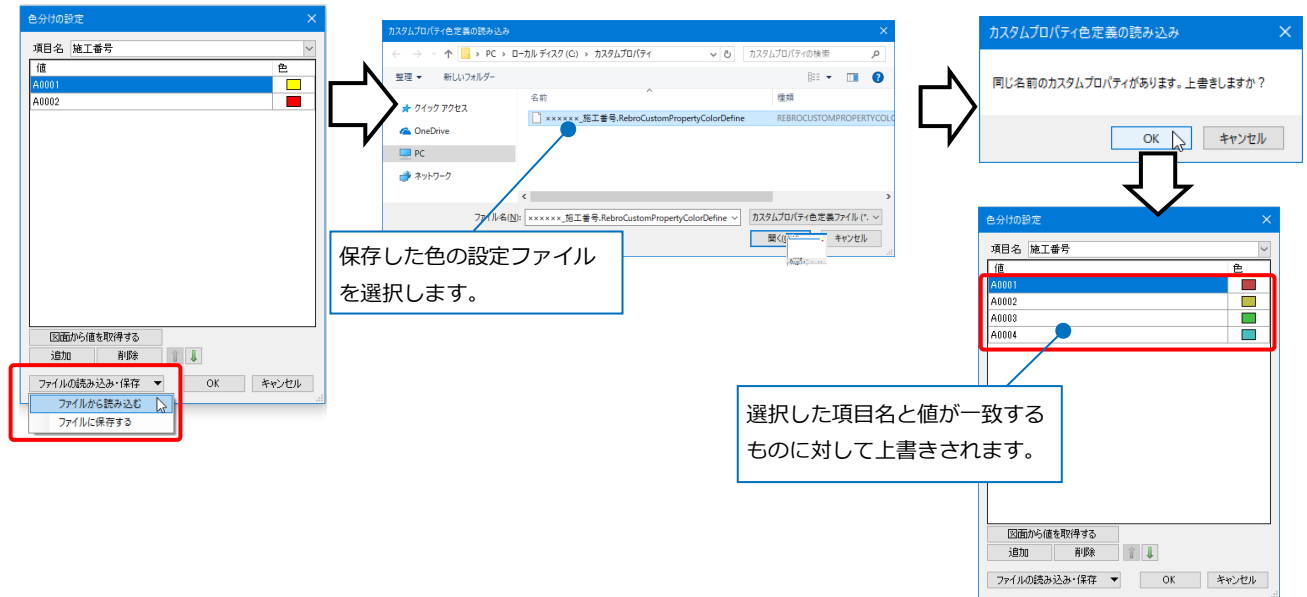 色分けの設定
項目名 施工番号
値 色
A0001
A0002
図面から値を取得する
追加 削除
ファイルの読み込み・保存 OK キャンセル
ファイルから読み込む
ファイルに保存する
カスタムプロパティ色定義の読み込み
PC › ローカル ディスク (C:) › カスタムプロパティ カスタムプロパティの検索
整理 新しいフォルダー
名前 種類
クイック アクセス
××××××_施工番号.RebroCustomPropertyColorDefine REBROCUSTOMPROPERTYCOLO
OneDrive
PC
ネットワーク
ファイル名(N): ××××××_施工番号.RebroCustomPropertyColorDefine カスタムプロパティ色定義ファイル (*.
開く( キャンセル
保存した色の設定ファイル
を選択します。
カスタムプロパティ色定義の読み込み
同じ名前のカスタムプロパティがあります。上書きしますか？
OK キャンセル
色分けの設定
項目名 施工番号
値 色
A0001
A0002
A0003
A0004
選択した項目名と値が一致する
ものに対して上書きされます。
図面から値を取得する
追加 削除
ファイルの読み込み・保存 OK キャンセル